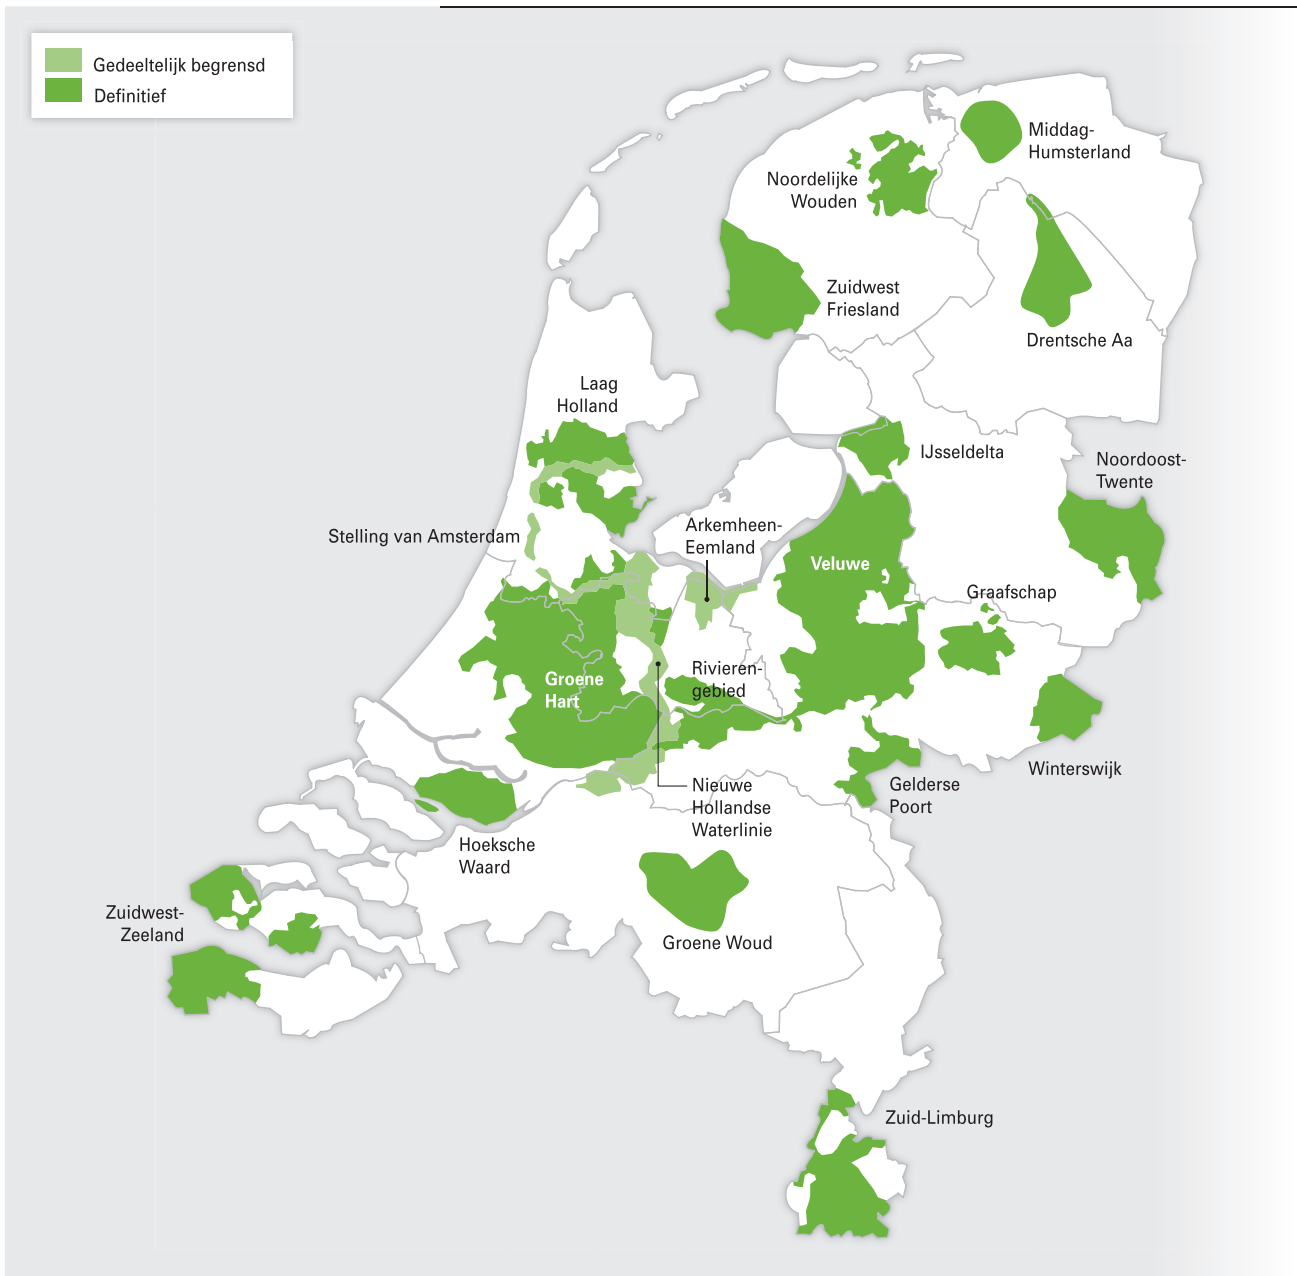 Gedeeltelijk begrensd
Definitief
Middag-
Humsterland
Noordelijke
Wouden
Zuidwest
Friesland
Drentsche Aa
Laag
Holland
IJsseldelta
Noordoost-
Twente
Stelling van Amsterdam
Arkemheen-
Eemland
Veluwe
Graafschap
Groene
Hart
Rivieren-
gebied
Winterswijk
Nieuwe
Hollandse
Waterlinie
Gelderse
Poort
Hoeksche
Waard
Zuidwest-
Zeeland
Groene Woud
Zuid-Limburg